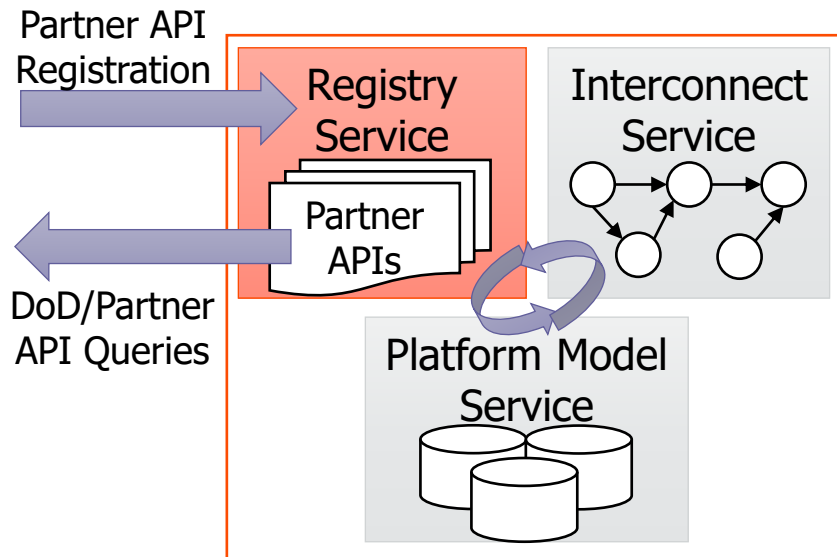 Partner API
Registration
Registry
Service
Interconnect
Service
Partner
APIs
DoD/Partner
API Queries
Platform Model
Service